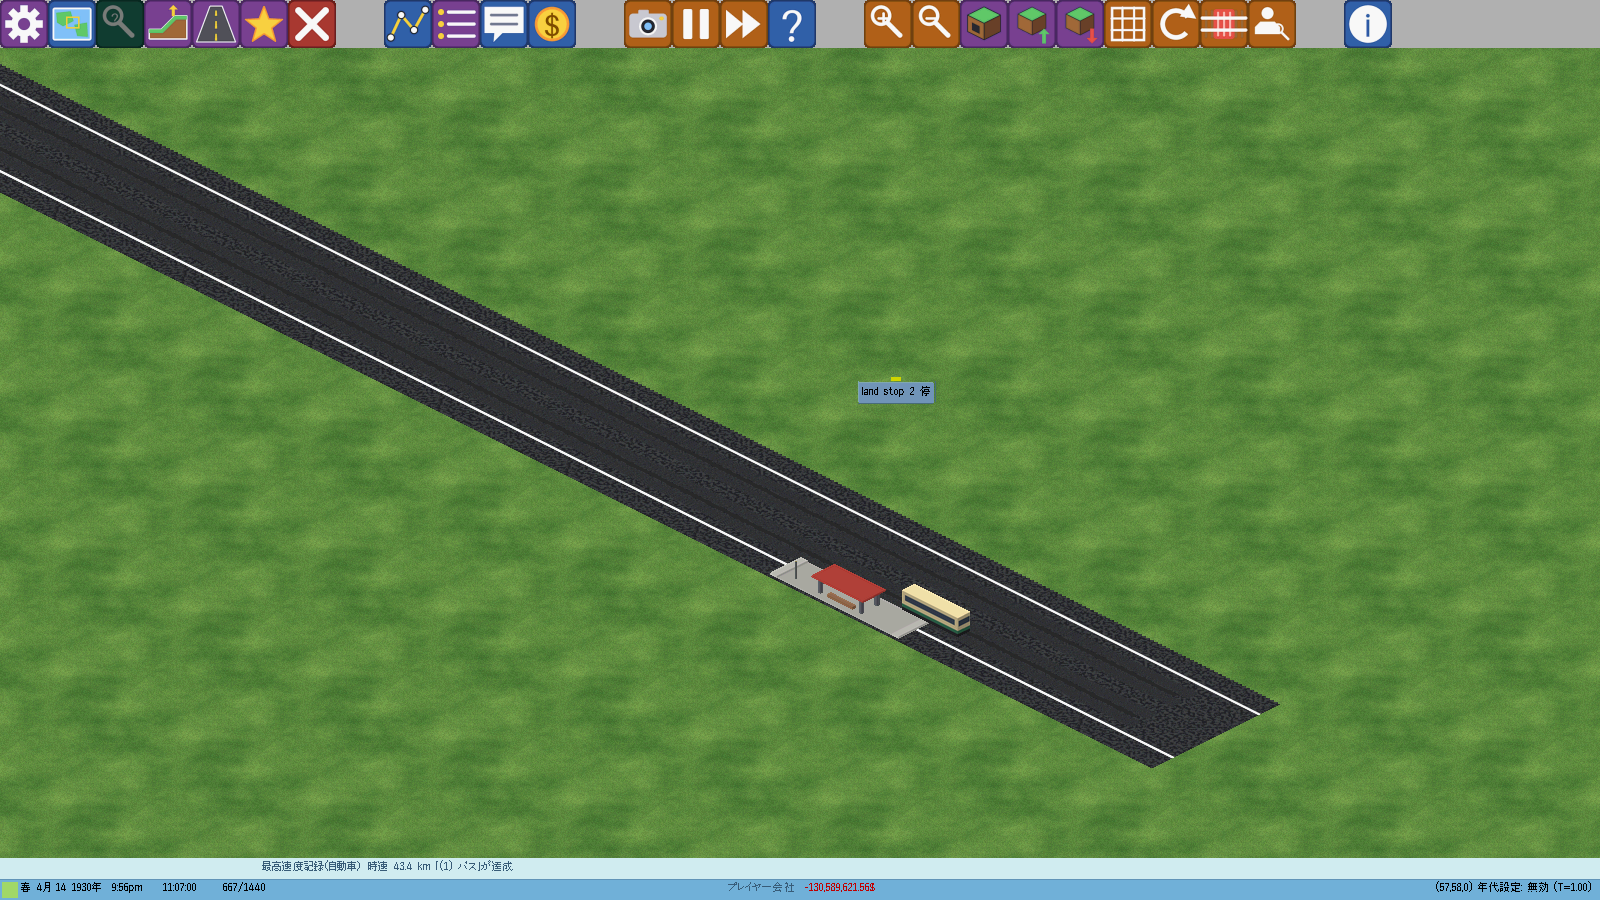 land stop 2 停
最高速度記録(自動車) 時速 43.4 km 「(1) バス」が達成
春 4月 14 1930年 9:56pm 11:07:00 667/1440 プレイヤー会社 -130,589,621.56$ (57,58,0) 年代設定: 無効 (T=1.00)